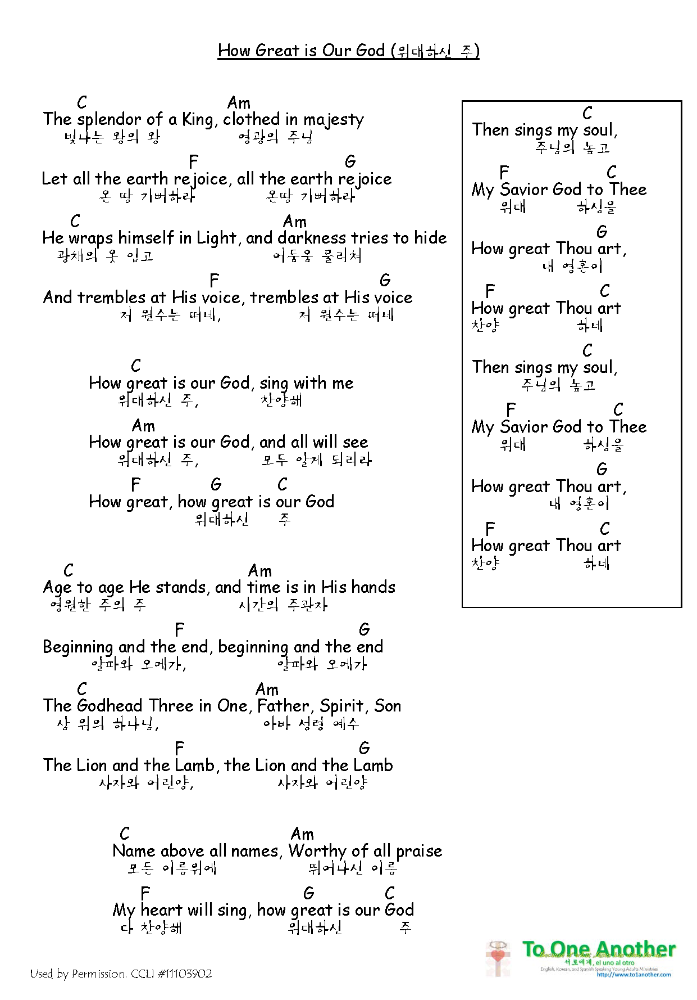 How Great is Our God (위대하신 주)
C Am
The splendor of a King, clothed in majesty
빛나는 왕의 왕 영광의 주님
F G
Let all the earth rejoice, all the earth rejoice
온 땅 기뻐하라 온땅 기뻐하라
C Am
He wraps himself in Light, and darkness tries to hide
광채의 옷 입고 어둠움 물리쳐
F G
And trembles at His voice, trembles at His voice
저 원수는 떠네, 저 원수는 떠네
C
How great is our God, sing with me
위대하신 주, 찬양해
Am
How great is our God, and all will see
위대하신 주, 모두 알게 되리라
F G C
How great, how great is our God
위대하신 주
C Am
Age to age He stands, and time is in His hands
영원한 주의 주 시간의 주관자
F G
Beginning and the end, beginning and the end
알파와 오메가, 알파와 오메가
C Am
The Godhead Three in One, Father, Spirit, Son
삼 위의 하나님, 아바 성령 예수
F G
The Lion and the Lamb, the Lion and the Lamb
사자와 어린양, 사자와 어린양
C Am
Name above all names, Worthy of all praise
모든 이름위에 뛰어나신 이름
F G C
My heart will sing, how great is our God
다 찬양해 위대하신 주
C
Then sings my soul,
주님의 높고
F C
My Savior God to Thee
위대 하심을
G
How great Thou art,
내 영혼이
F C
How great Thou art
찬양 하네
C
Then sings my soul,
주님의 높고
F C
My Savior God to Thee
위대 하심을
G
How great Thou art,
내 영혼이
F C
How great Thou art
찬양 하네
Used by Permission. CCLI #11103902
To One Another
서로에게, el uno al otro
English, Korean, and Spanish Speaking Young Adults Ministries
http://www.to1another.com